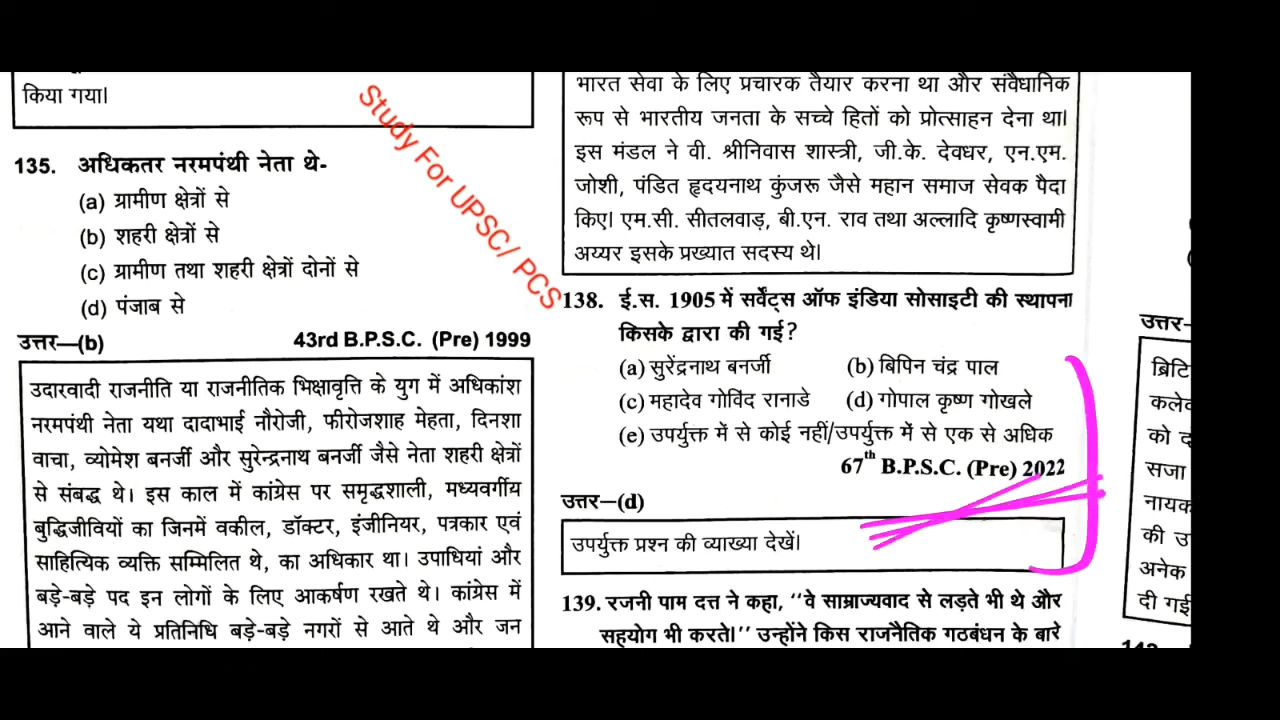 किया गया।
135. अधिकतर नरमपंथी नेता थे-
(a) ग्रामीण क्षेत्रों से
(b) शहरी क्षेत्रों से
(c) ग्रामीण तथा शहरी क्षेत्रों दोनों से
(d) पंजाब से
उत्तर—(b) 43rd B.P.S.C. (Pre) 1999
उदारवादी राजनीति या राजनीतिक भिक्षावृत्ति के युग में अधिकांश
नरमपंथी नेता यथा दादाभाई नौरोजी, फीरोजशाह मेहता, दिनशा
वाचा, व्योमेश बनर्जी और सुरेन्द्रनाथ बनर्जी जैसे नेता शहरी क्षेत्रों
से संबद्ध थे। इस काल में कांग्रेस पर समृद्धशाली, मध्यवर्गीय
बुद्धिजीवियों का जिनमें वकील, डॉक्टर, इंजीनियर, पत्रकार एवं
साहित्यिक व्यक्ति सम्मिलित थे, का अधिकार था। उपाधियां और
बड़े-बड़े पद इन लोगों के लिए आकर्षण रखते थे। कांग्रेस में
आने वाले ये प्रतिनिधि बड़े-बड़े नगरों से आते थे और जन
Study For UPSC/ PCS
भारत सेवा के लिए प्रचारक तैयार करना था और संवैधानिक
रूप से भारतीय जनता के सच्चे हितों को प्रोत्साहन देना था।
इस मंडल ने वी. श्रीनिवास शास्त्री, जी.के. देवधर, एन.एम.
जोशी, पंडित हृदयनाथ कुंजरू जैसे महान समाज सेवक पैदा
किए। एम.सी. सीतलवाड़, बी.एन. राव तथा अल्लादि कृष्णस्वामी
अय्यर इसके प्रख्यात सदस्य थे।
138. ई.स. 1905 में सर्वेंट्स ऑफ इंडिया सोसाइटी की स्थापना
किसके द्वारा की गई?
(a) सुरेंद्रनाथ बनर्जी (b) बिपिन चंद्र पाल
(c) महादेव गोविंद रानाडे (d) गोपाल कृष्ण गोखले
(e) उपर्युक्त में से कोई नहीं/उपर्युक्त में से एक से अधिक
67th B.P.S.C. (Pre) 2022
उत्तर—(d)
उपर्युक्त प्रश्न की व्याख्या देखें।
139. रजनी पाम दत्त ने कहा, "वे साम्राज्यवाद से लड़ते भी थे और
सहयोग भी करते।" उन्होंने किस राजनैतिक गठबंधन के बारे
उत्तर-
ब्रिटि
कलेक
को द
सजा
नायक
की उ
अनेक
दी गई